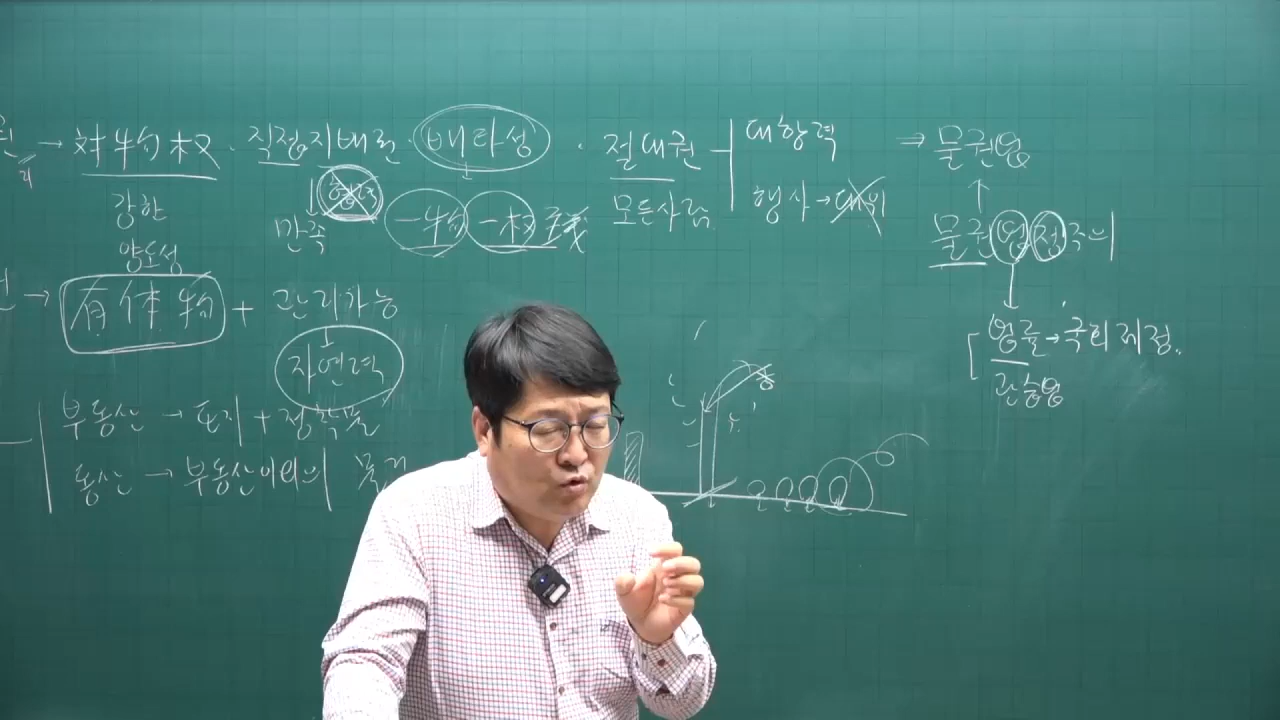 → 対物权 · 직접지배권 · 배타성 · 절대권 대항력 ⇒ 물권법
강한 만족 一物一权 모든사람 행사→대위
양도성 물권법정주의
→ 有体物 + 관리가능
자연력 법률→국회제정.
관습법
부동산 → 토지 + 정착물
동산 → 부동산이외의 물건